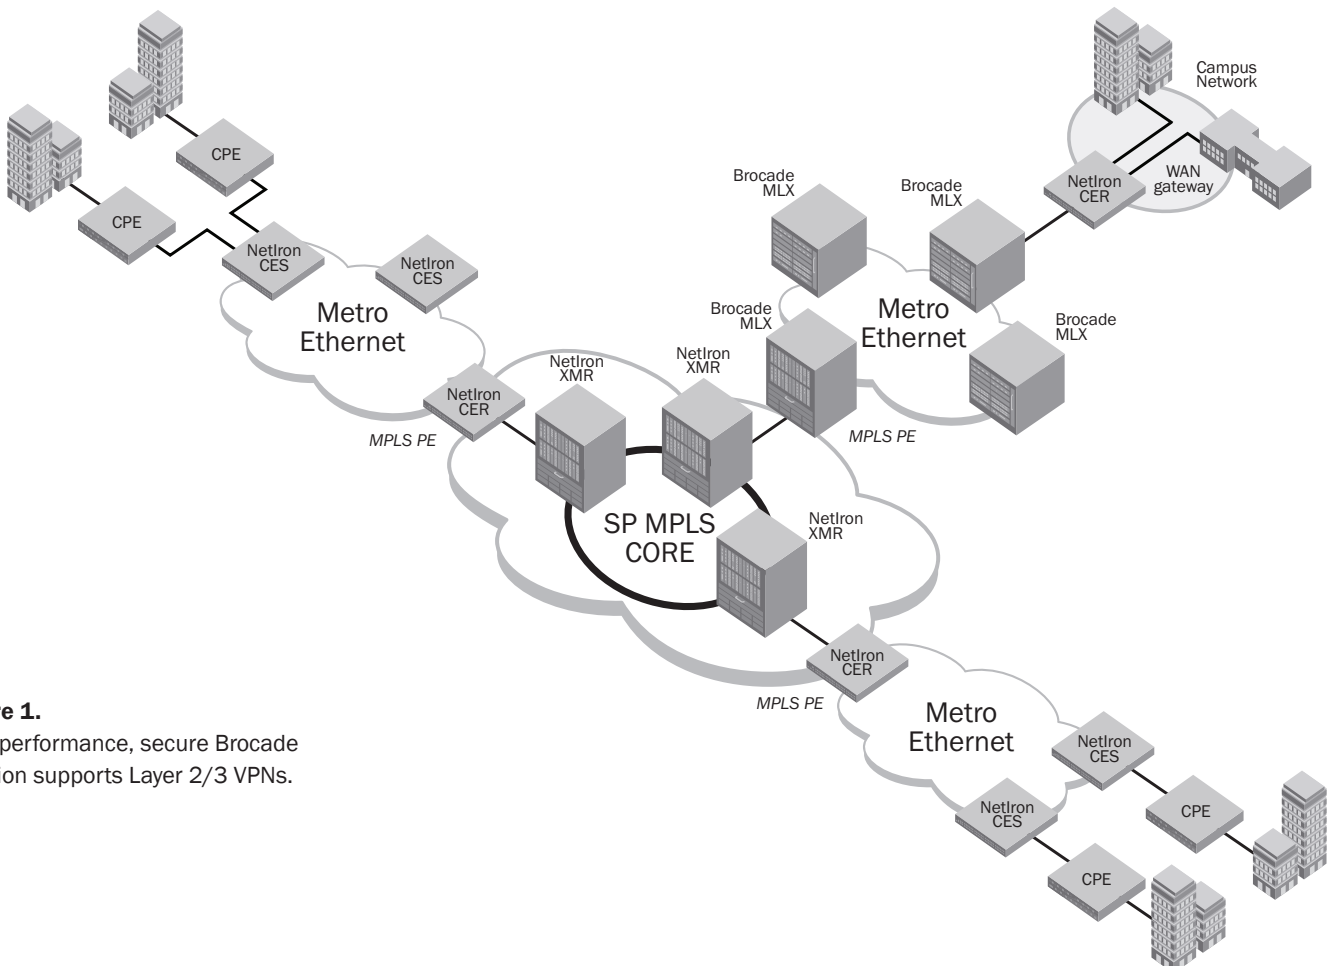 Campus
Network
CPE
Brocade
MLX
Brocade
MLX
WAN
gateway
NetIron
CER
CPE
NetIron
CES
NetIron
CES
Metro
Ethernet
Brocade
MLX
Metro
Ethernet
Brocade
MLX
NetIron
XMR
NetIron
XMR
NetIron
CER
MPLS PE
MPLS PE
SP MPLS
CORE
NetIron
XMR
NetIron
CER
MPLS PE
Metro
Ethernet
NetIron
CES
NetIron
CES
CPE
CPE
e 1.
performance, secure Brocade
ion supports Layer 2/3 VPNs.